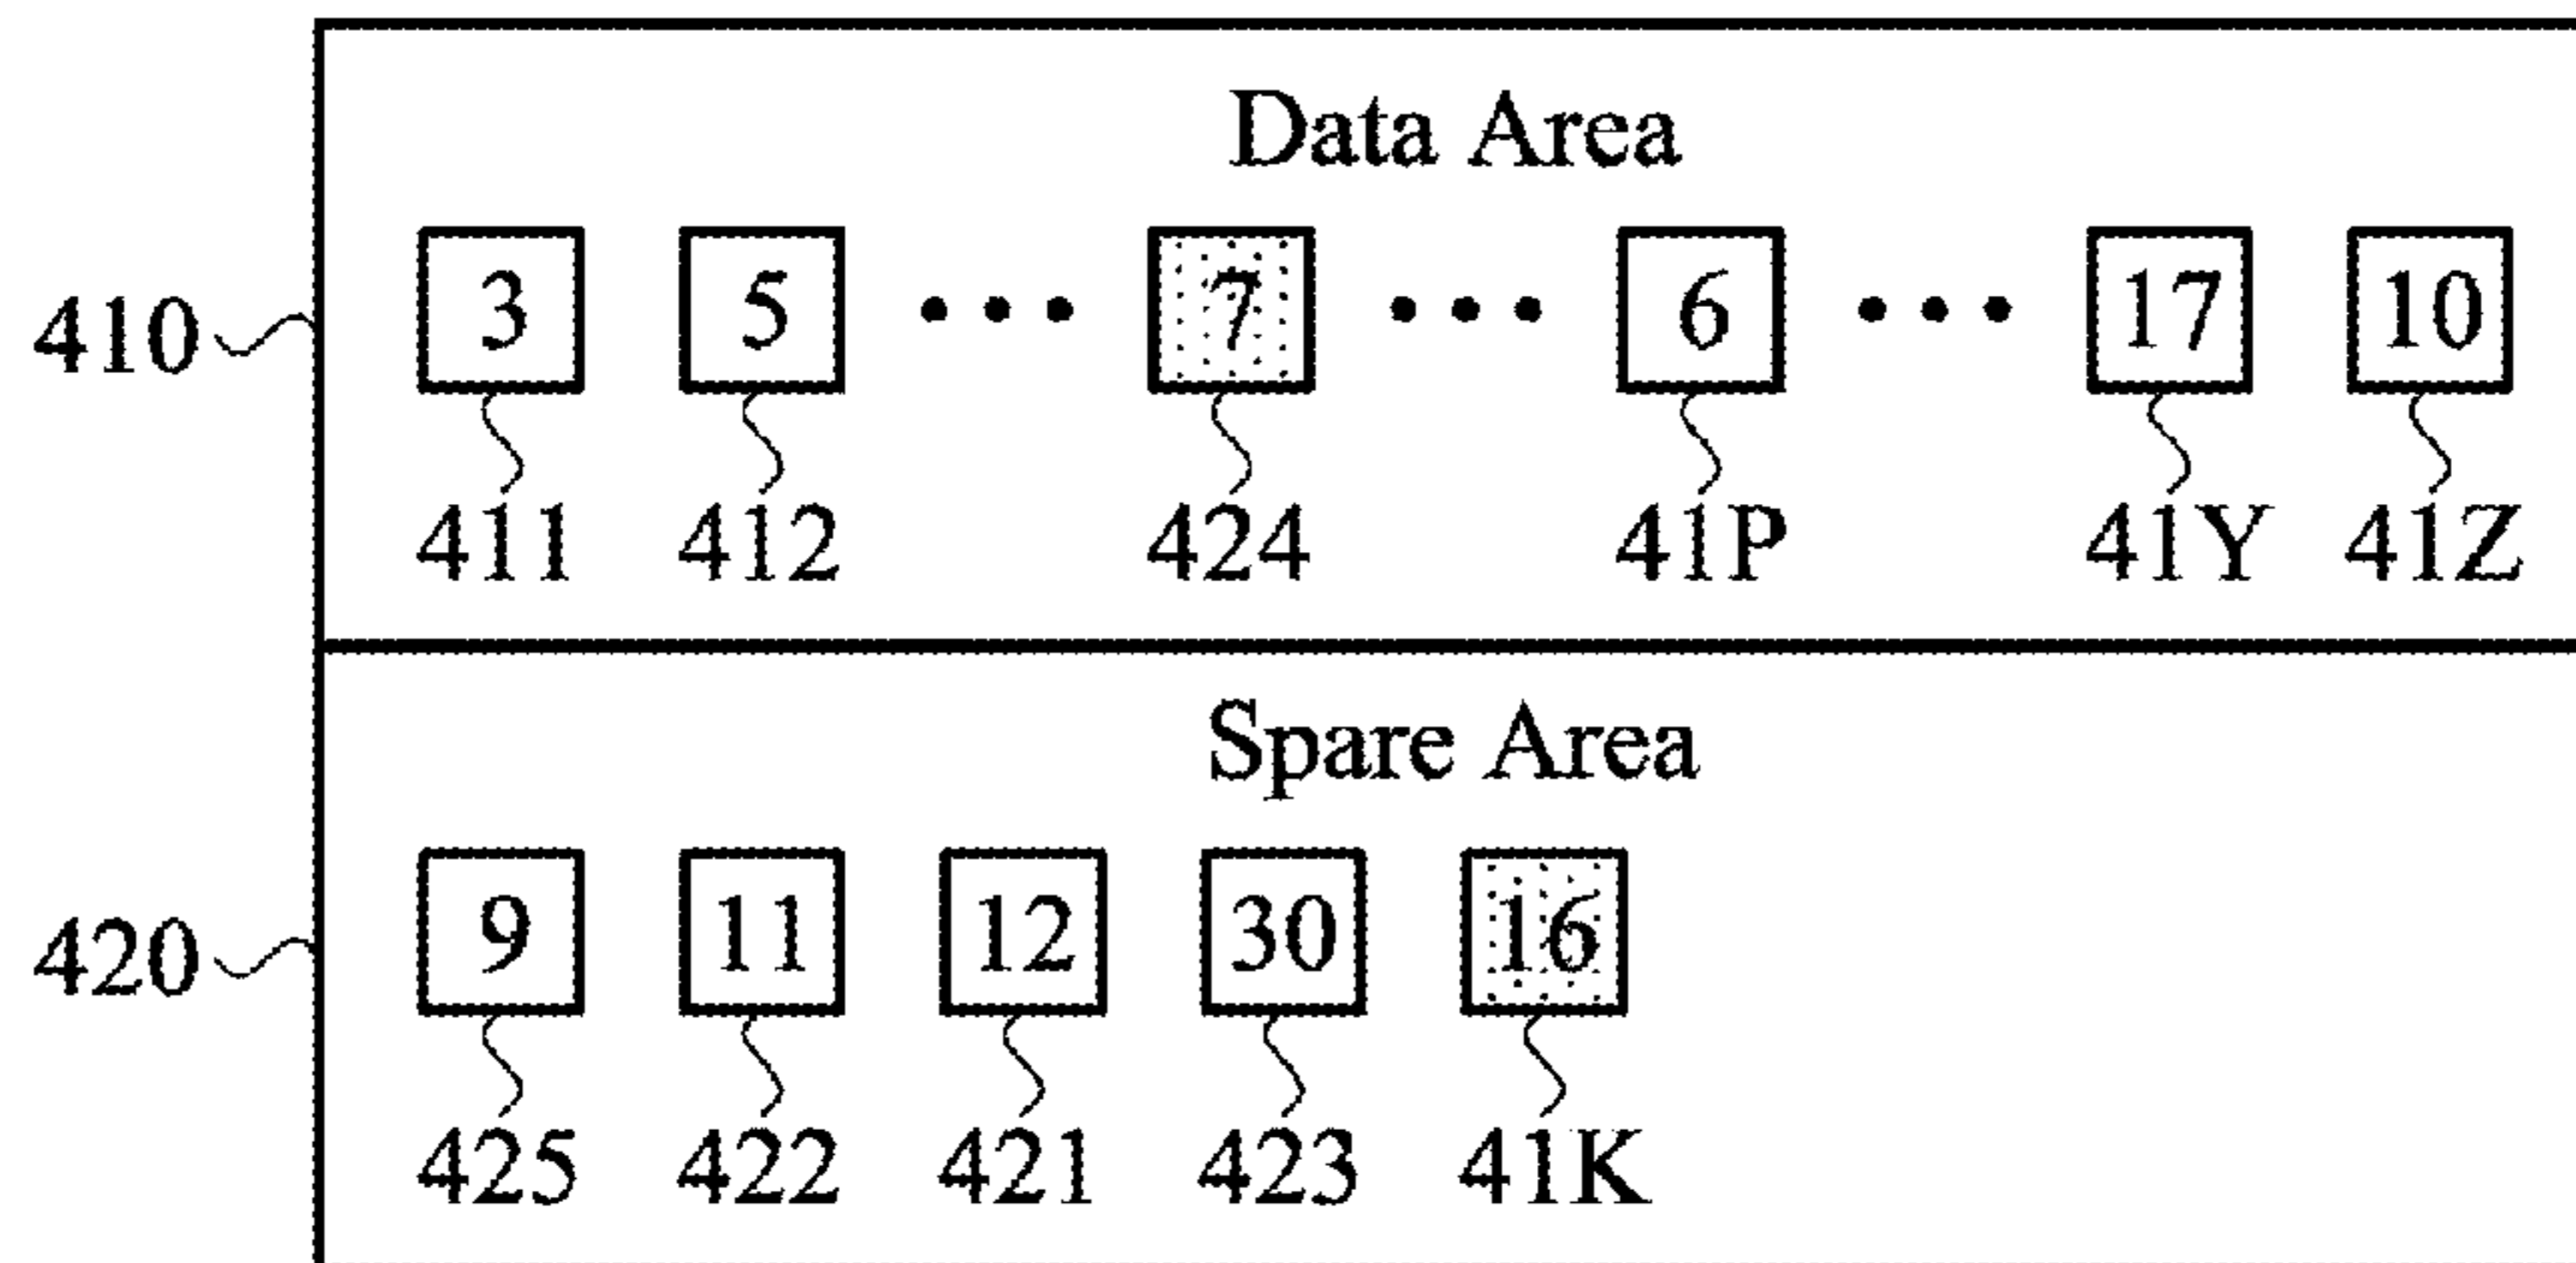 Data Area
410 3 5 • • • 7 • • • 6 • • • 17 10
411 412 424 41P 41Y 41Z
Spare Area
420 9 11 12 30 16
425 422 421 423 41K